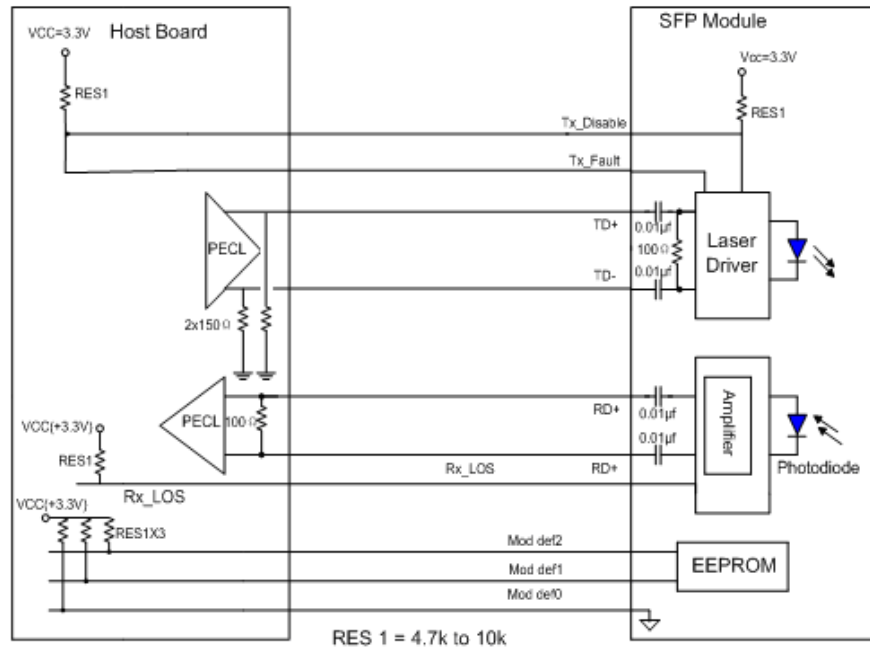 Host Board
SFP Module
VCC=3.3V
Vcc=3.3V
RES1
RES1
Tx_Disable
Tx_Fault
PECL
TD+
0.01µf
100Ω
Laser
Driver
TD-
0.01µf
2x150Ω
PECL
100Ω
RD+
0.01µf
Amplifier
0.01µf
VCC(+3.3V)
RES1
Rx_LOS
RD+
Photodiode
Rx_LOS
VCC(+3.3V)
RES1X3
Mod def2
Mod def1
EEPROM
Mod def0
RES 1 = 4.7k to 10k